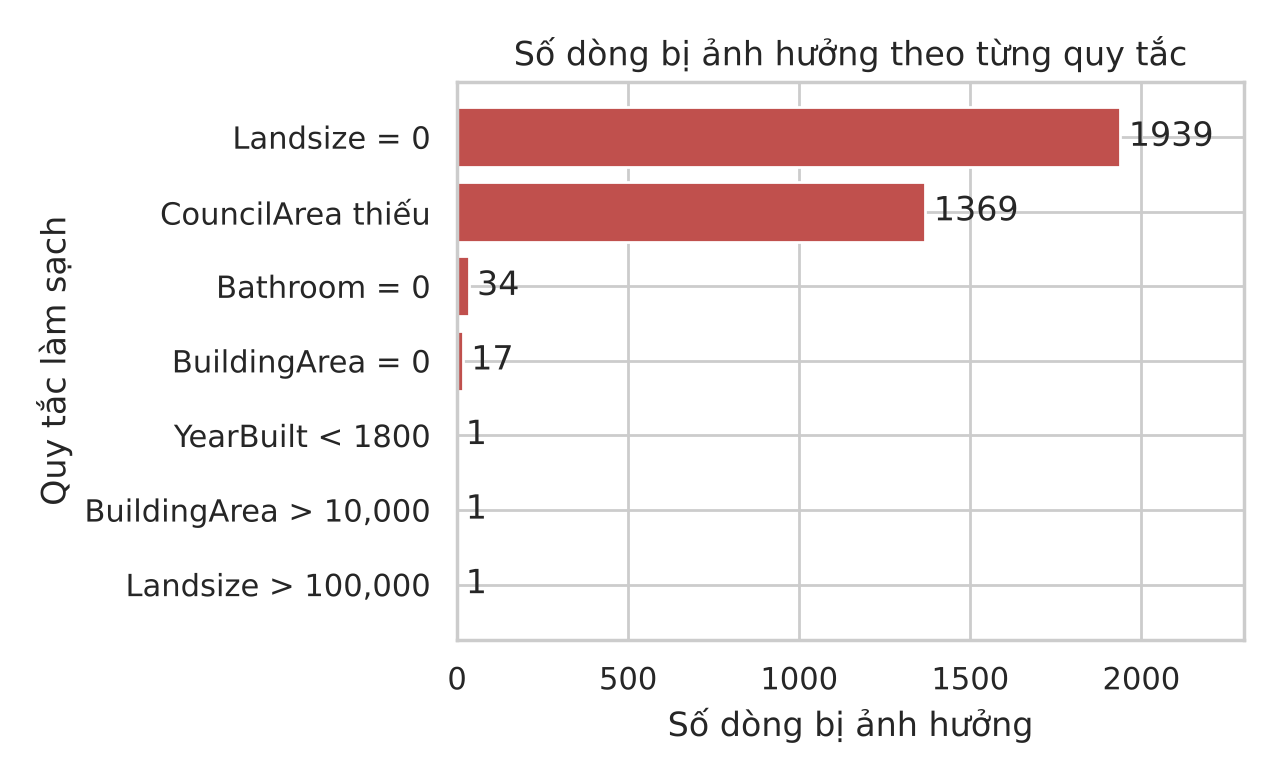 Số dòng bị ảnh hưởng theo từng quy tắc
Quy tắc làm sạch
Landsize = 0
1939
CouncilArea thiếu
1369
Bathroom = 0
34
BuildingArea = 0
17
YearBuilt < 1800
1
BuildingArea > 10,000
1
Landsize > 100,000
1
0 500 1000 1500 2000
Số dòng bị ảnh hưởng